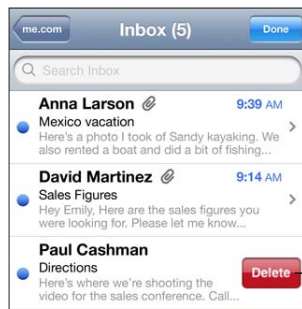 me.com
Inbox (5)
Done
Search Inbox
Anna Larson
9:39 AM
Mexico vacation
Here's a photo I took of Sandy kayaking. We
also rented a boat and did a bit of fishing...
David Martinez
9:14 AM
Sales Figures
Hey Emily, Here are the sales figures you
were looking for. Please let me know...
Paul Cashman
Directions
Here's where we're shooting the
video for the sales conference. Call...
Delete